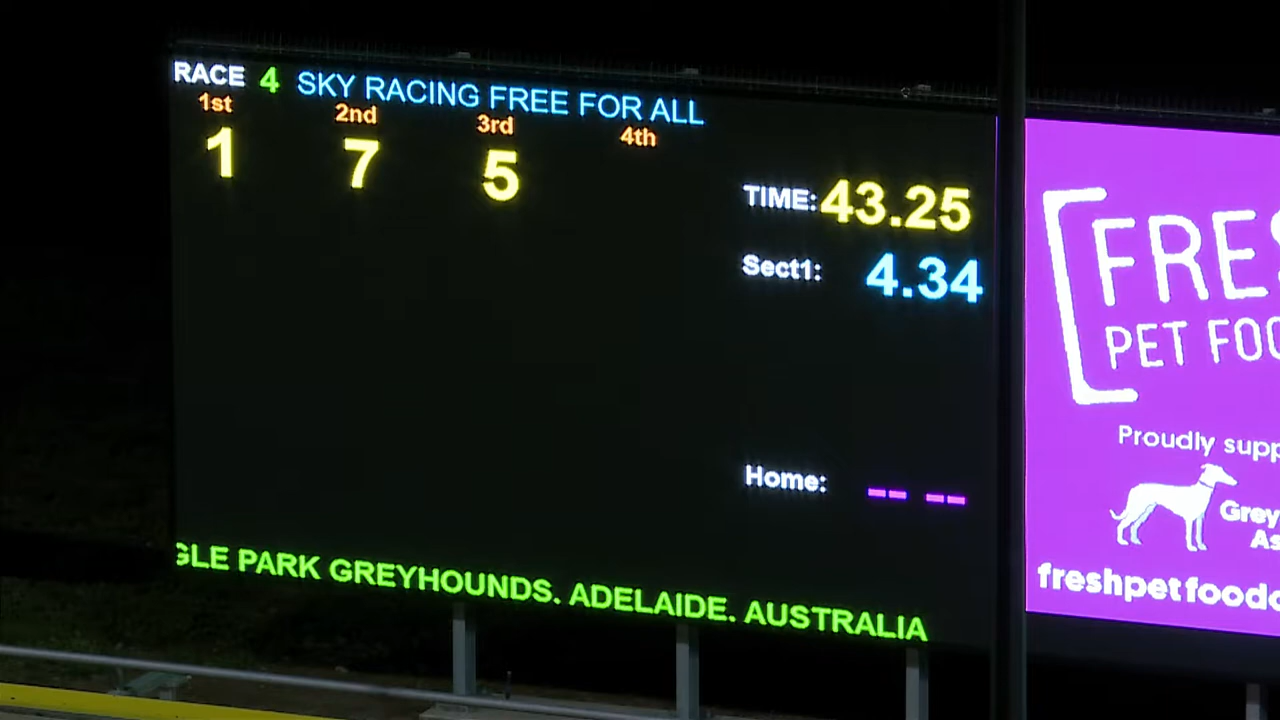 RACE 4 SKY RACING FREE FOR ALL
1st 2nd 3rd 4th
1 7 5
TIME: 43.25
Sect1: 4.34
Home: -- --
GLE PARK GREYHOUNDS. ADELAIDE. AUSTRALIA
FRES
PET FOO
Proudly supp
Grey
As
freshpetfoodc